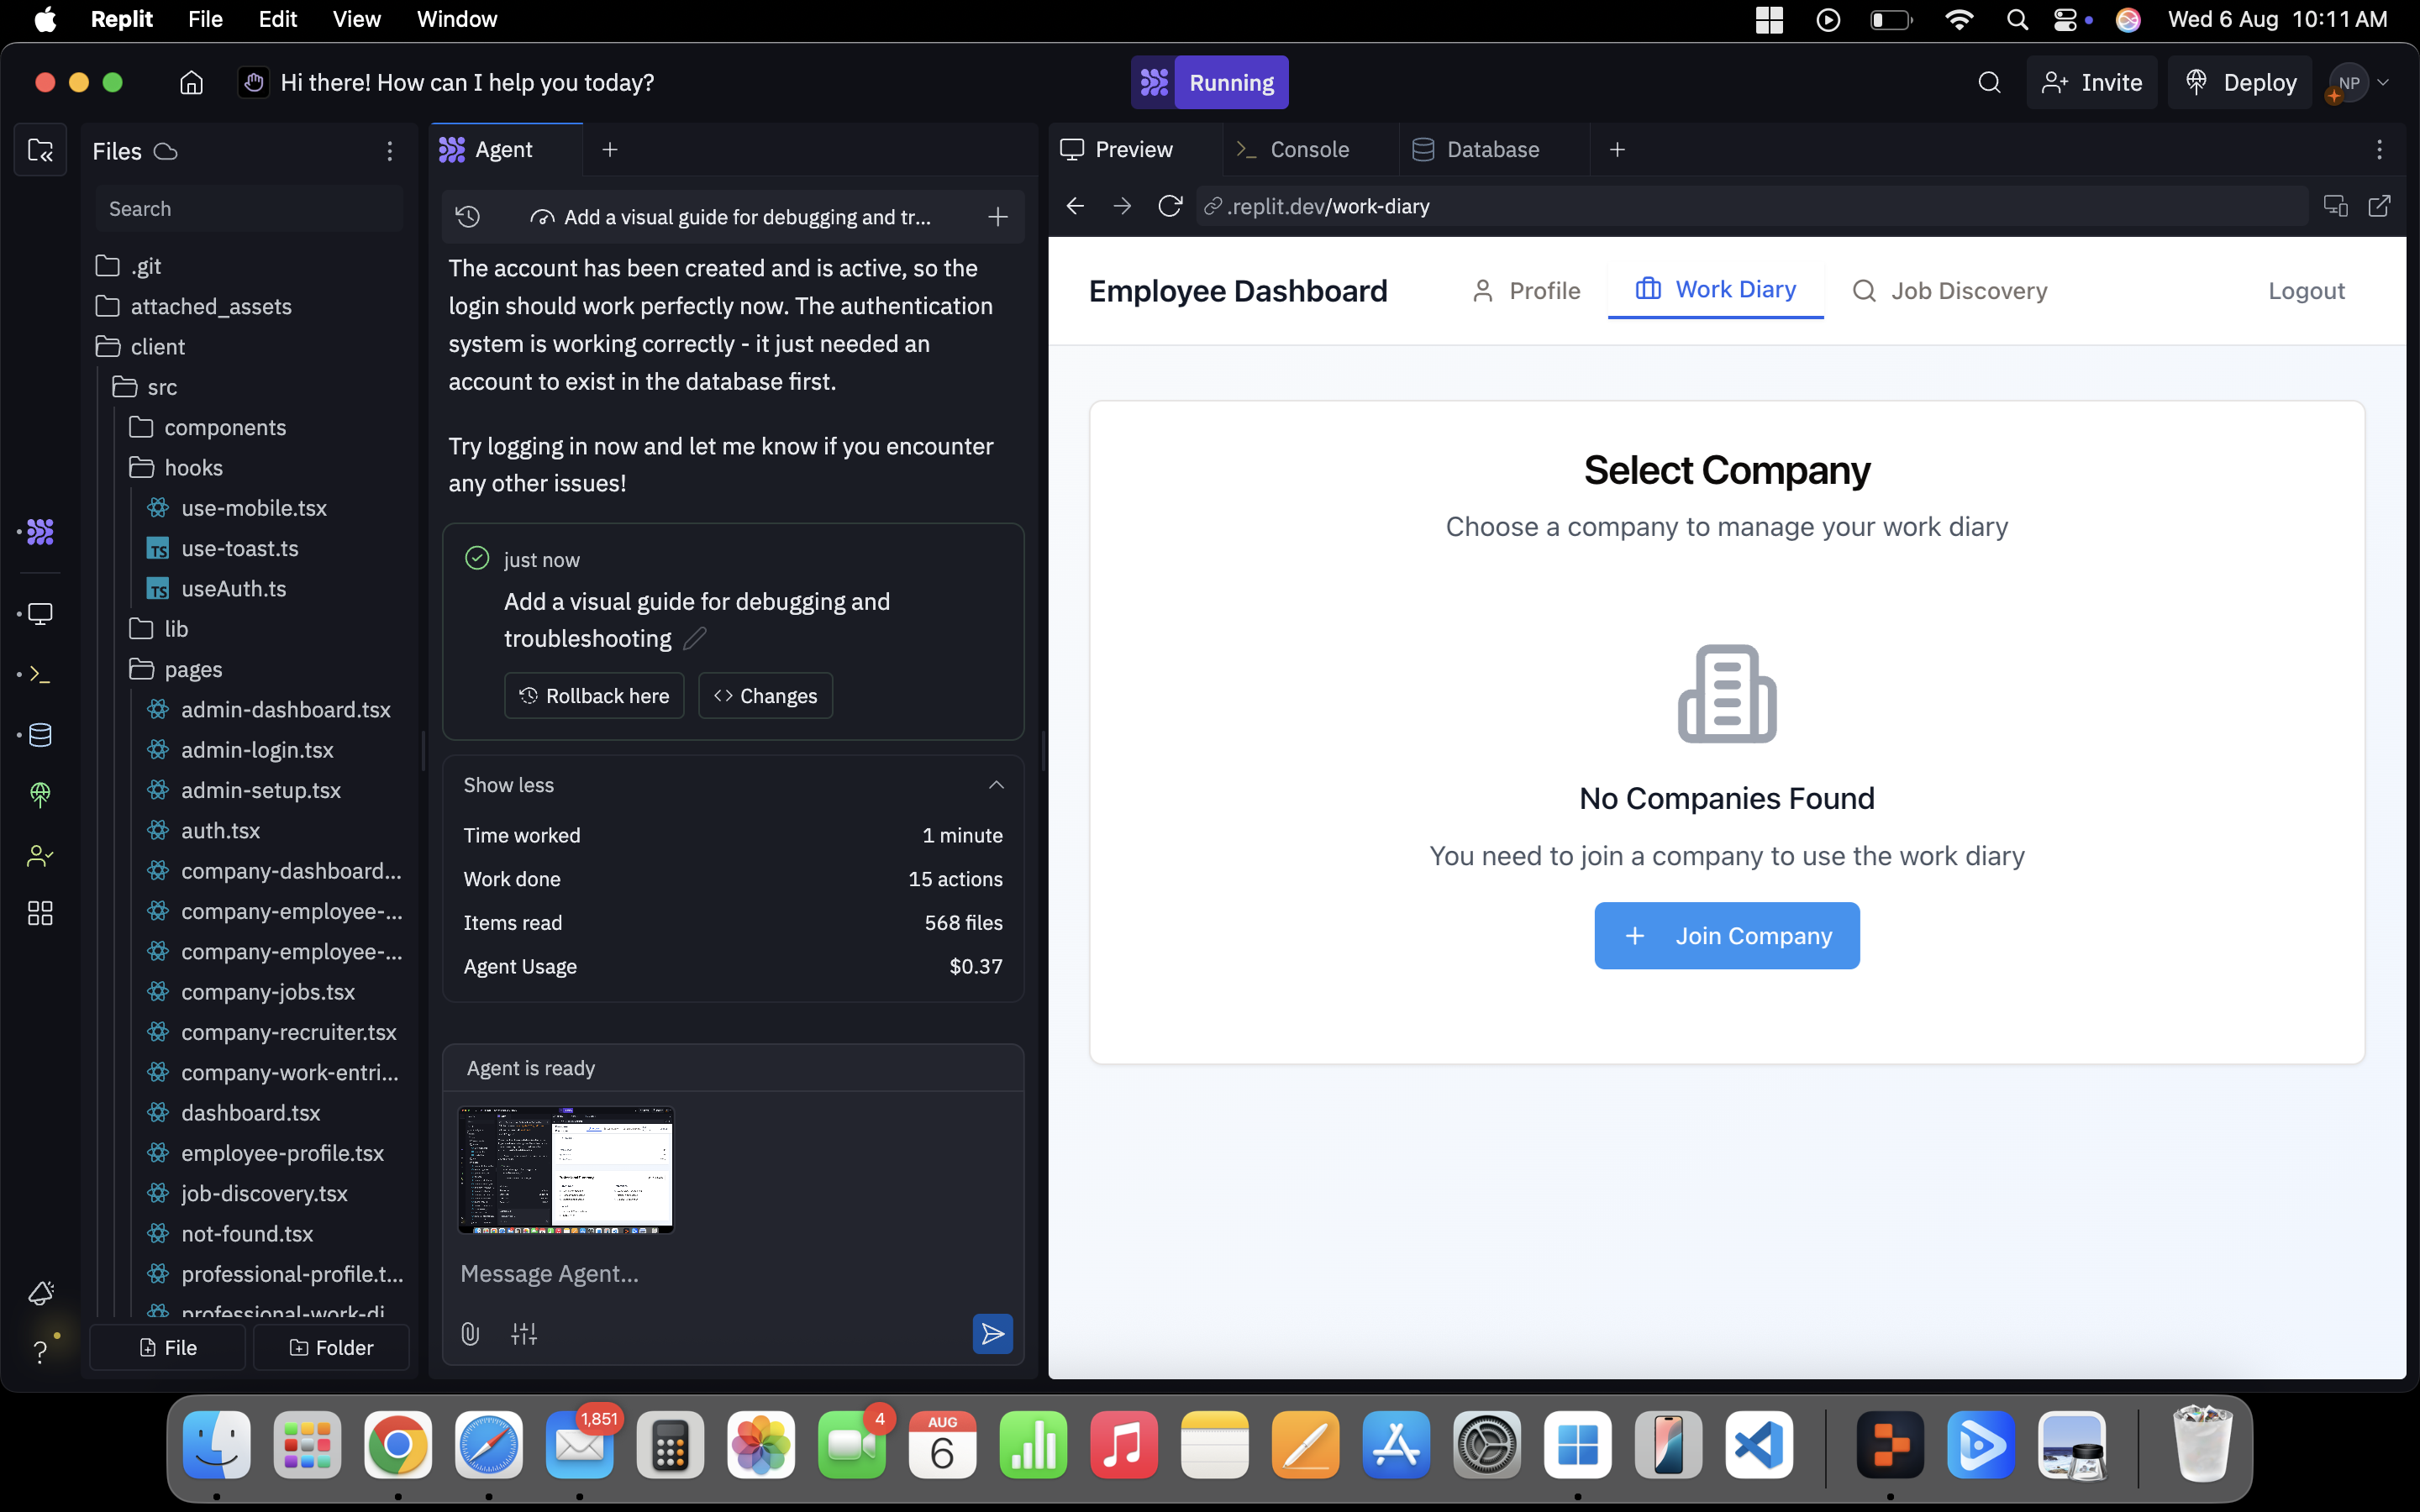 Replit File Edit View Window
Wed 6 Aug 10:11 AM
Hi there! How can I help you today?
Running
Invite
Deploy
NP
Files
Search
.git
attached_assets
client
src
components
hooks
use-mobile.tsx
TS use-toast.ts
TS useAuth.ts
lib
pages
admin-dashboard.tsx
admin-login.tsx
admin-setup.tsx
auth.tsx
company-dashboard...
company-employee-...
company-employee-...
company-jobs.tsx
company-recruiter.tsx
company-work-entri...
dashboard.tsx
employee-profile.tsx
job-discovery.tsx
not-found.tsx
professional-profile.t...
professional-work-di
File
Folder
?
Agent
Add a visual guide for debugging and tr...
The account has been created and is active, so the
login should work perfectly now. The authentication
system is working correctly - it just needed an
account to exist in the database first.
Try logging in now and let me know if you encounter
any other issues!
just now
Add a visual guide for debugging and
troubleshooting
Rollback here
Changes
Show less
Time worked 1 minute
Work done 15 actions
Items read 568 files
Agent Usage $0.37
Agent is ready
Message Agent...
Preview
Console
Database
.replit.dev/work-diary
Employee Dashboard
Profile
Work Diary
Job Discovery
Logout
Select Company
Choose a company to manage your work diary
No Companies Found
You need to join a company to use the work diary
+ Join Company
1,851
4
AUG
6